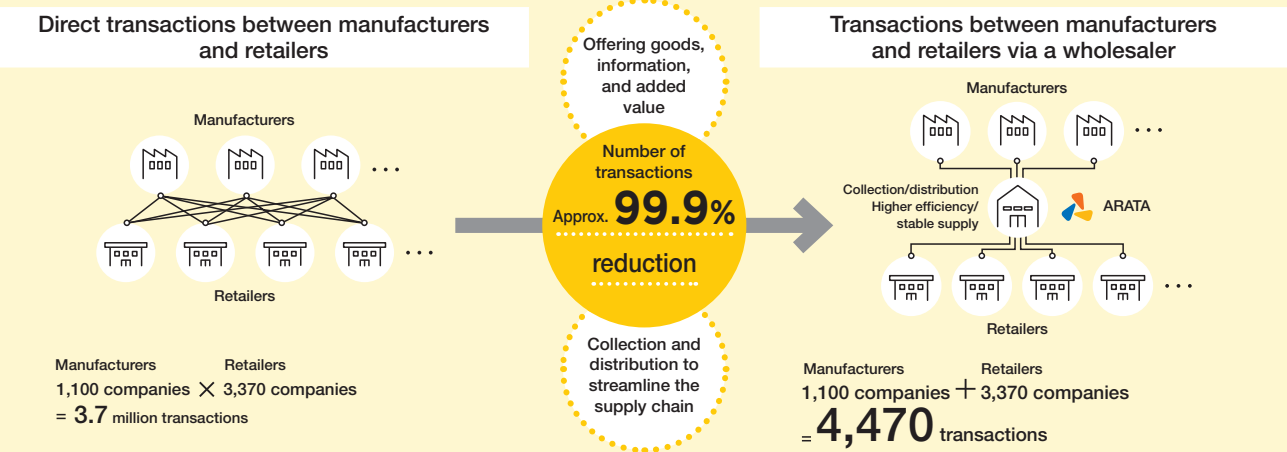 Direct transactions between manufacturers
and retailers
Manufacturers
...
...
Retailers
Manufacturers Retailers
1,100 companies × 3,370 companies
= 3.7 million transactions
Offering goods,
information,
and added
value
Number of
transactions
Approx. 99.9%
reduction
Collection and
distribution to
streamline the
supply chain
Transactions between manufacturers
and retailers via a wholesaler
Manufacturers
...
Collection/distribution
Higher efficiency/
stable supply
ARATA
...
Retailers
Manufacturers Retailers
1,100 companies + 3,370 companies
= 4,470 transactions